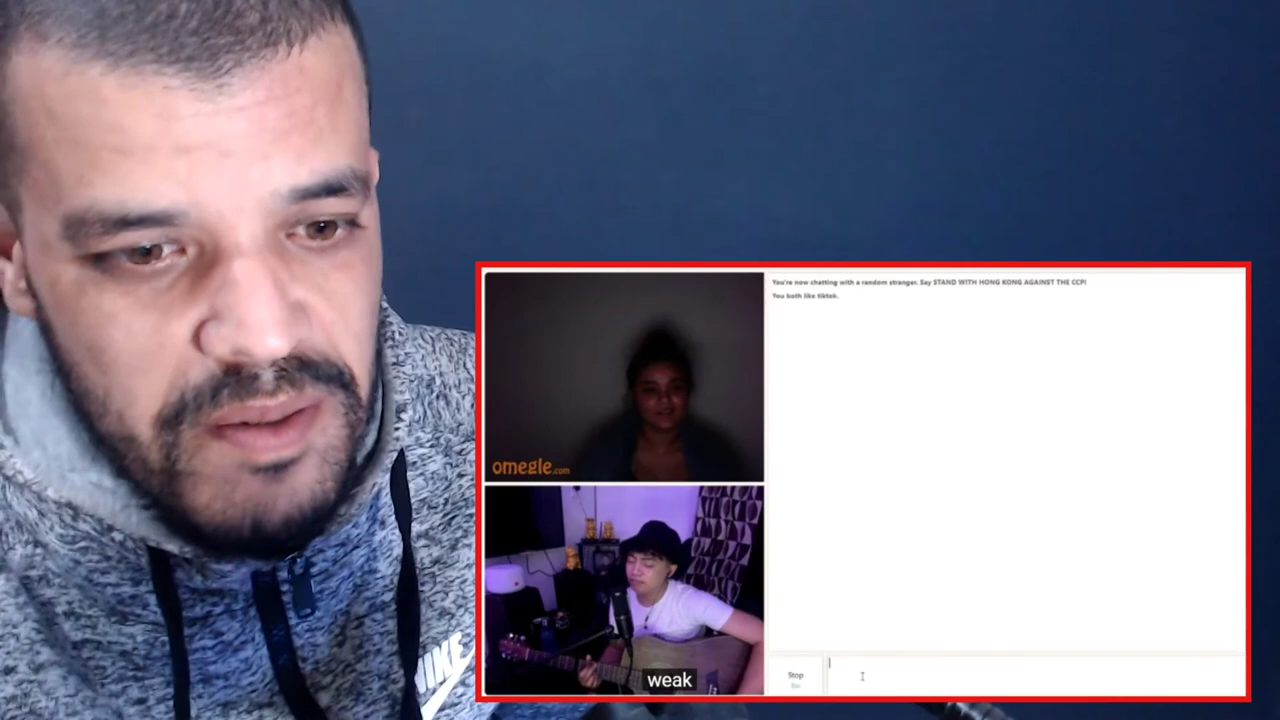 You're now chatting with a random stranger. Say STAND WITH HONG KONG AGAINST THE CCP!
You both like tiktok.
omegle.com
NIKE
weak
Stop
Esc